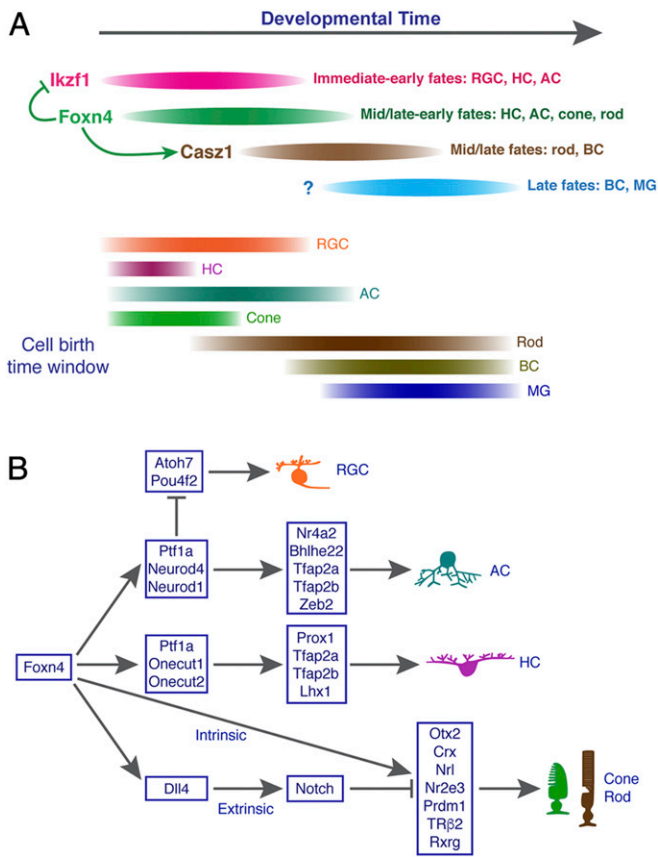 A
Developmental Time
Ikzf1
Immediate-early fates: RGC, HC, AC
Foxn4
Mid/late-early fates: HC, AC, cone, rod
Casz1
Mid/late fates: rod, BC
?
Late fates: BC, MG
RGC
HC
AC
Cone
Cell birth
time window
Rod
BC
MG
B
Atoh7
Pou4f2
RGC
Ptf1a
Neurod4
Neurod1
Nr4a2
Bhlhe22
Tfap2a
Tfap2b
Zeb2
AC
Foxn4
Ptf1a
Onecut1
Onecut2
Prox1
Tfap2a
Tfap2b
Lhx1
HC
Intrinsic
Dll4
Extrinsic
Notch
Otx2
Crx
Nrl
Nr2e3
Prdm1
TRβ2
Rxrg
Cone
Rod